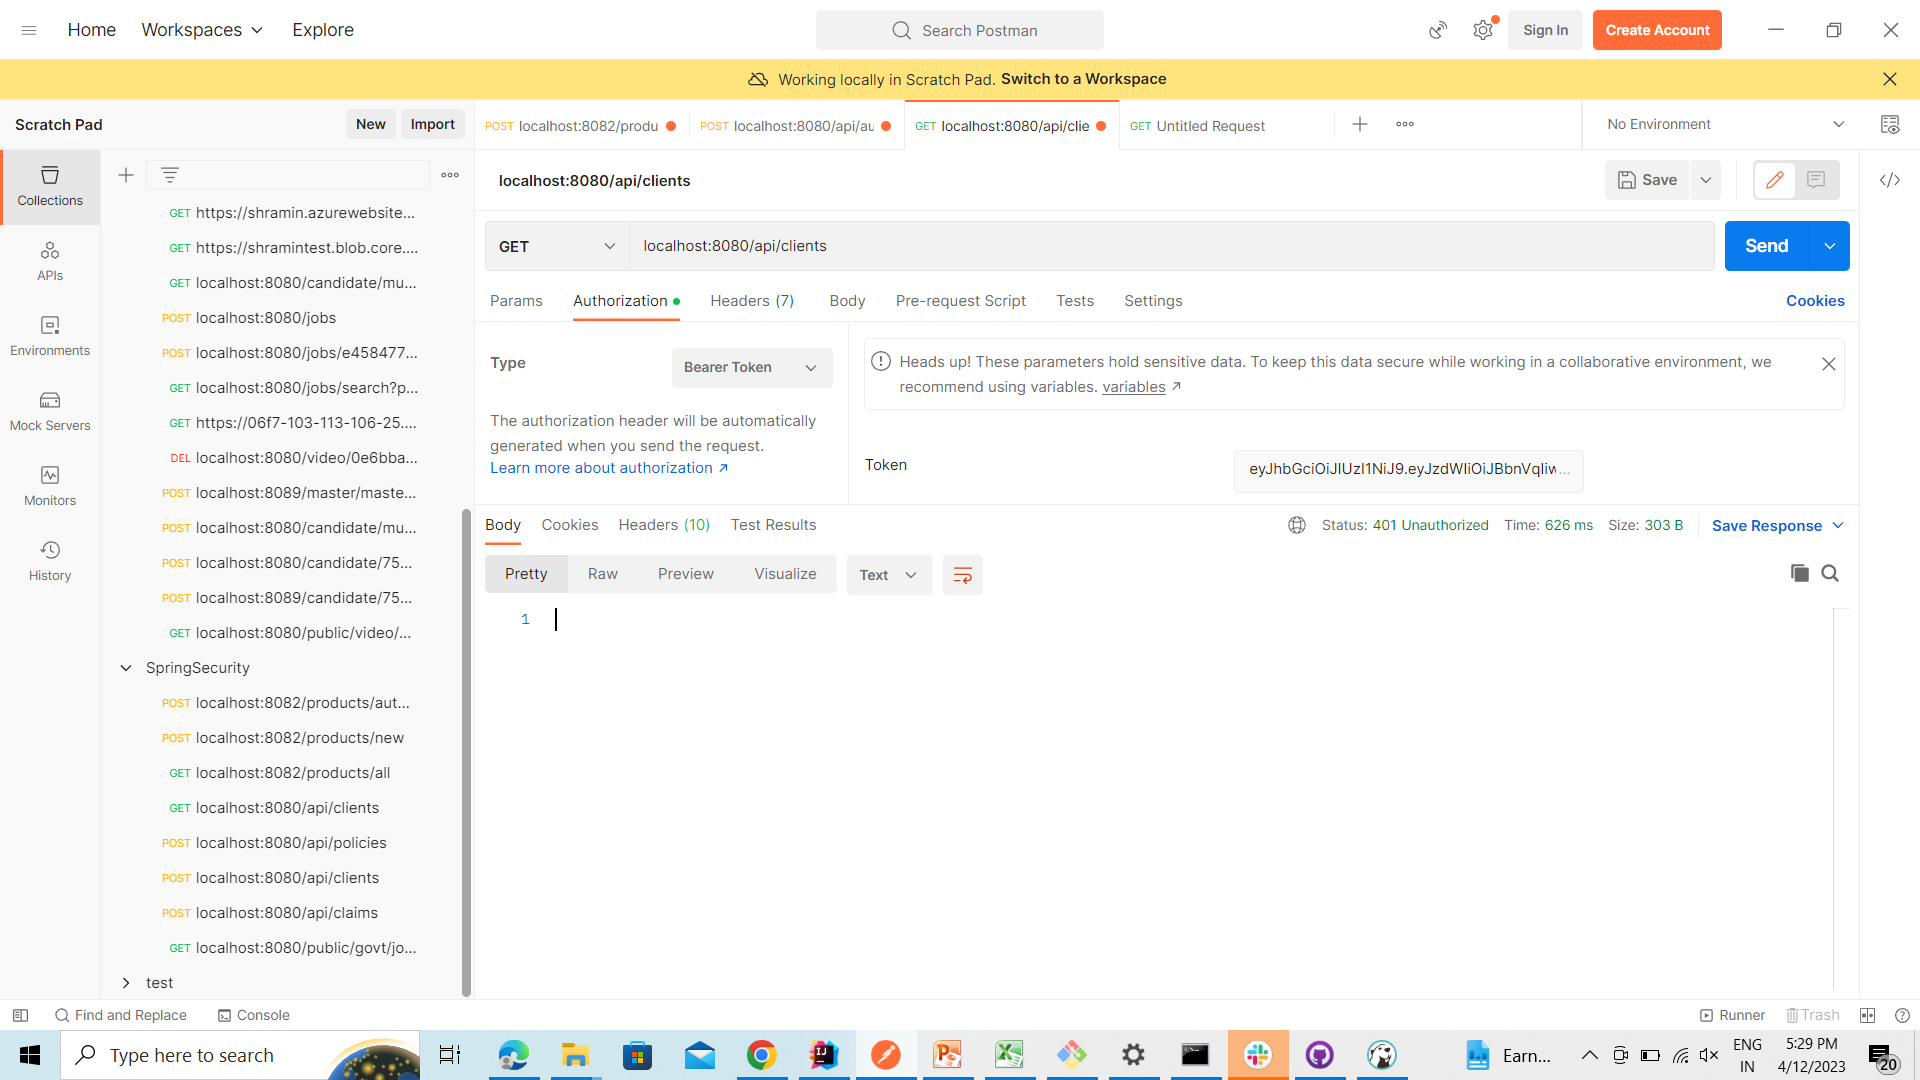 Home
Workspaces
Explore
Search Postman
Sign In
Create Account
Working locally in Scratch Pad. Switch to a Workspace
Scratch Pad
New
Import
POST localhost:8082/produ
POST localhost:8080/api/au
GET localhost:8080/api/clie
GET Untitled Request
No Environment
Collections
APIs
Environments
Mock Servers
Monitors
History
GET https://shramin.azurewebsite...
GET https://shramintest.blob.core....
GET localhost:8080/candidate/mu...
POST localhost:8080/jobs
POST localhost:8080/jobs/e458477...
GET localhost:8080/jobs/search?p...
GET https://06f7-103-113-106-25....
DEL localhost:8080/video/0e6bba...
POST localhost:8089/master/maste...
POST localhost:8080/candidate/mu...
POST localhost:8080/candidate/75...
POST localhost:8089/candidate/75...
GET localhost:8080/public/video/...
SpringSecurity
POST localhost:8082/products/aut...
POST localhost:8082/products/new
GET localhost:8082/products/all
GET localhost:8080/api/clients
POST localhost:8080/api/policies
POST localhost:8080/api/clients
POST localhost:8080/api/claims
GET localhost:8080/public/govt/jo...
test
localhost:8080/api/clients
Save
GET
localhost:8080/api/clients
Send
Params
Authorization
Headers (7)
Body
Pre-request Script
Tests
Settings
Cookies
Type
Bearer Token
The authorization header will be automatically
generated when you send the request.
Learn more about authorization ↗
Heads up! These parameters hold sensitive data. To keep this data secure while working in a collaborative environment, we
recommend using variables. variables ↗
Token
eyJhbGciOiJIUzI1NiJ9.eyJzdWIiOiJBbnVqIiw...
Body
Cookies
Headers (10)
Test Results
Status: 401 Unauthorized
Time: 626 ms
Size: 303 B
Save Response
Pretty
Raw
Preview
Visualize
Text
1
Find and Replace
Console
Runner
Trash
Type here to search
Earn...
ENG
IN
5:29 PM
4/12/2023
20